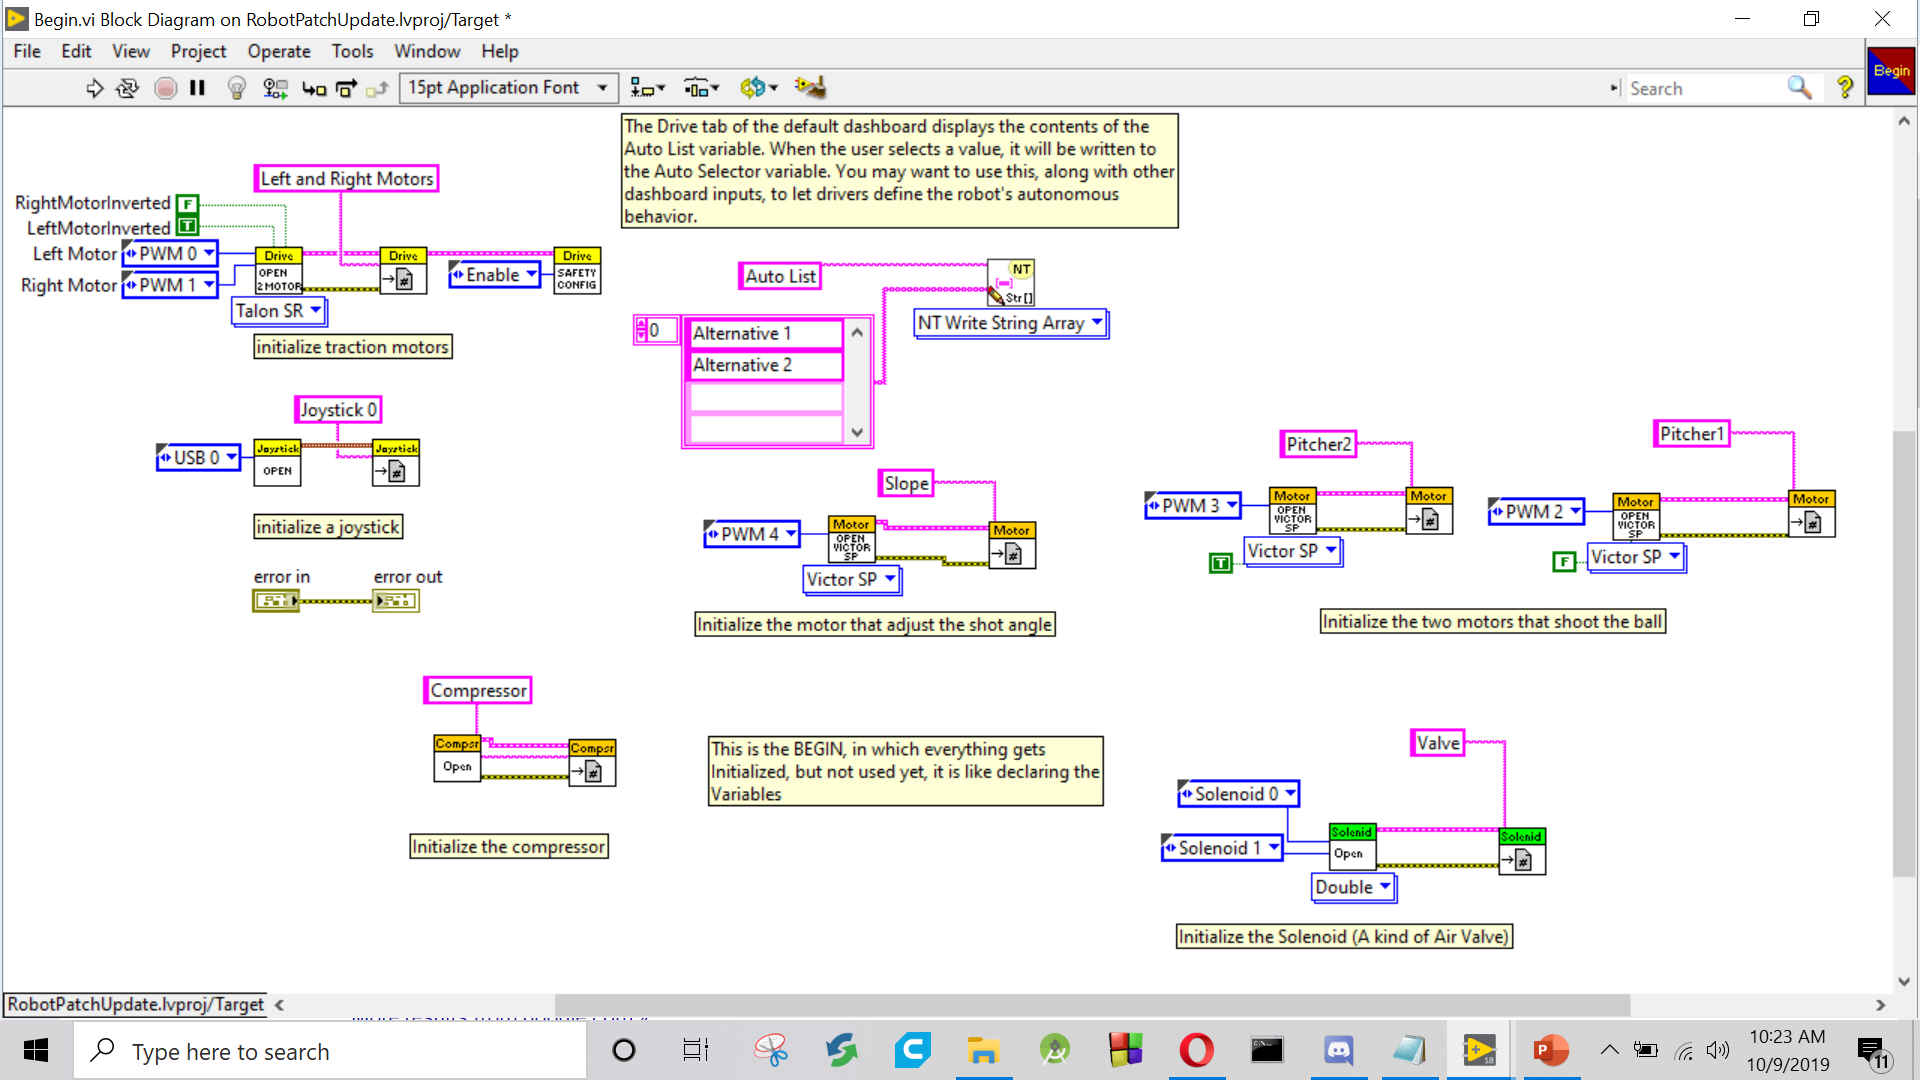 Begin.vi Block Diagram on RobotPatchUpdate.lvproj/Target *
File Edit View Project Operate Tools Window Help
15pt Application Font
Search
Begin
The Drive tab of the default dashboard displays the contents of the
Auto List variable. When the user selects a value, it will be written to
the Auto Selector variable. You may want to use this, along with other
dashboard inputs, to let drivers define the robot's autonomous
behavior.
Left and Right Motors
RightMotorInverted F
LeftMotorInverted T
Left Motor PWM 0
Right Motor PWM 1
Drive
OPEN
2 MOTOR
Talon SR
Drive
#
Enable
Drive
SAFETY
CONFIG
initialize traction motors
Auto List
NT
Str[]
NT Write String Array
0
Alternative 1
Alternative 2
Joystick 0
USB 0
Joystick
OPEN
Joystick
#
initialize a joystick
error in error out
Slope
PWM 4
Motor
OPEN
VICTOR
SP
Victor SP
Motor
#
Initialize the motor that adjust the shot angle
Pitcher2
PWM 3
Motor
OPEN
VICTOR
SP
T
Victor SP
Motor
#
Pitcher1
PWM 2
Motor
OPEN
VICTOR
SP
F
Victor SP
Motor
#
Initialize the two motors that shoot the ball
Compressor
Compsr
Open
Compsr
#
Initialize the compressor
This is the BEGIN, in which everything gets
Initialized, but not used yet, it is like declaring the
Variables
Valve
Solenoid 0
Solenoid 1
Solenid
Open
Double
Solenid
#
Initialize the Solenoid (A kind of Air Valve)
RobotPatchUpdate.lvproj/Target
Type here to search
18
10:23 AM
10/9/2019
11